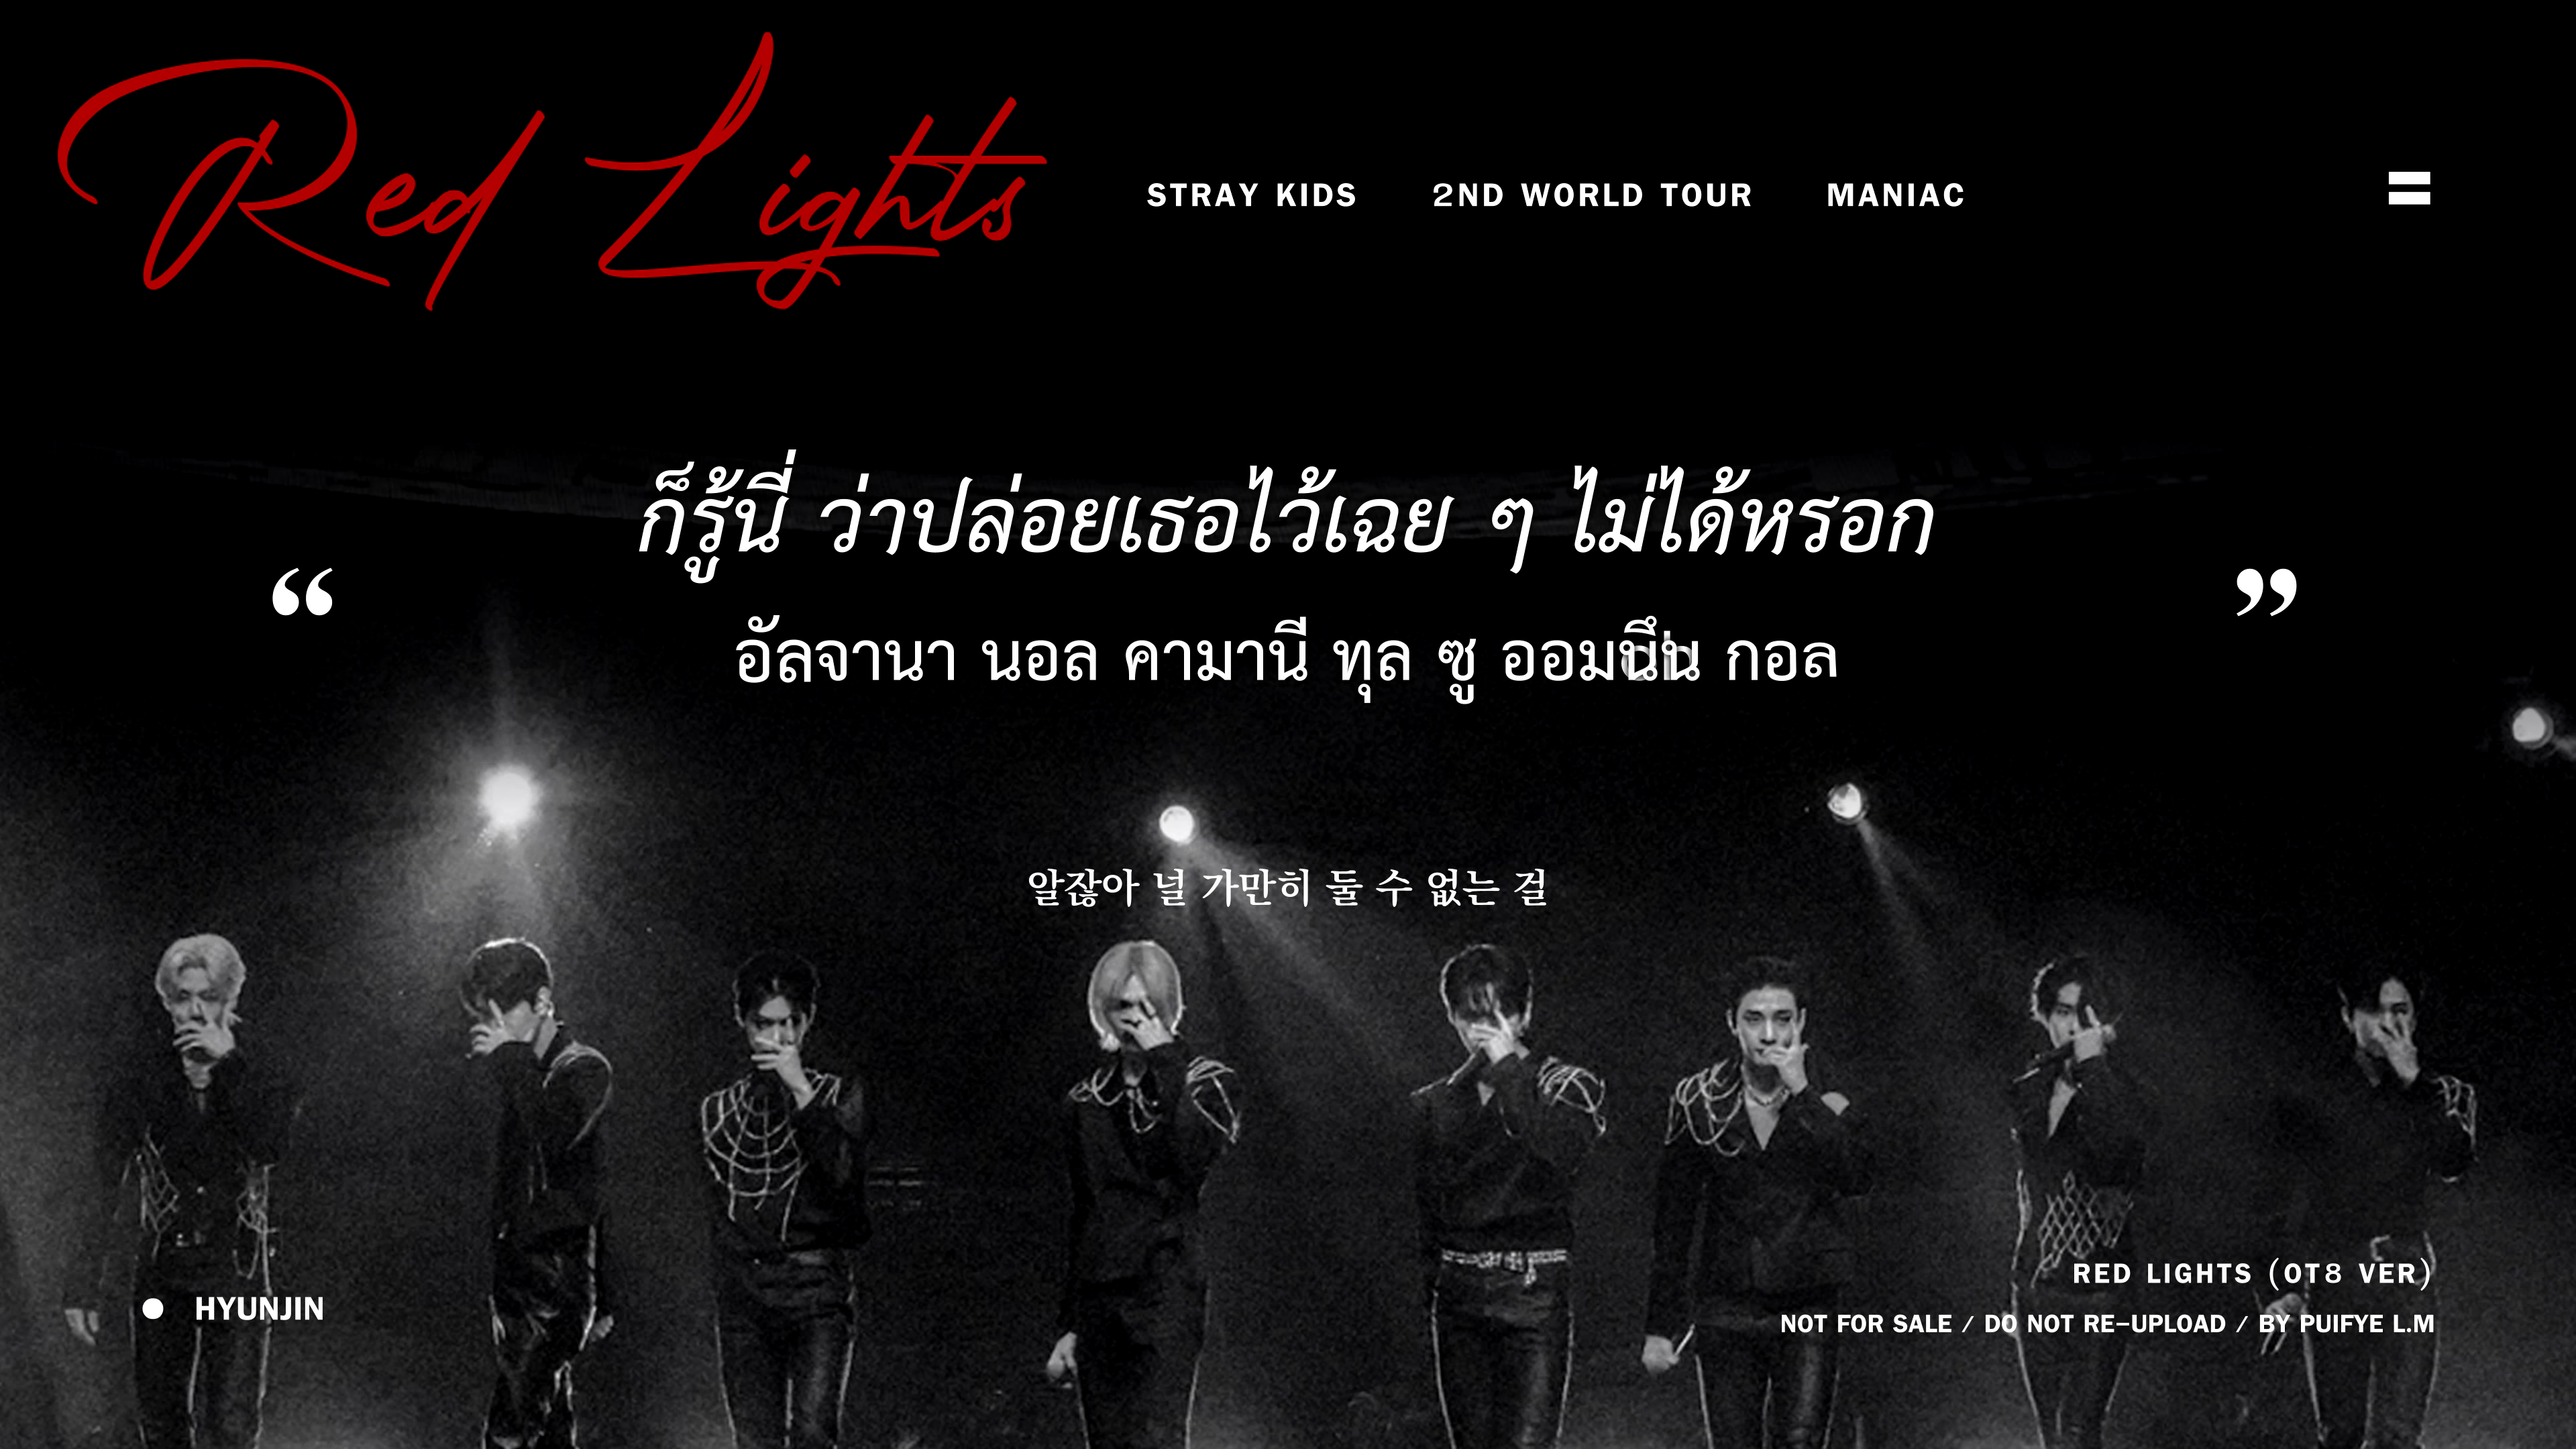 Red Lights
STRAY KIDS 2ND WORLD TOUR MANIAC
ก็รู้นี่ ว่าปล่อยเธอไว้เฉย ๆ ไม่ได้หรอก
“ ”
อัลจานา นอล คามานี ทุล ซู ออมนึน กอล
알잖아 널 가만히 둘 수 없는 걸
RED LIGHTS (OT8 VER)
HYUNJIN
NOT FOR SALE / DO NOT RE-UPLOAD / BY PUIFYE L.M